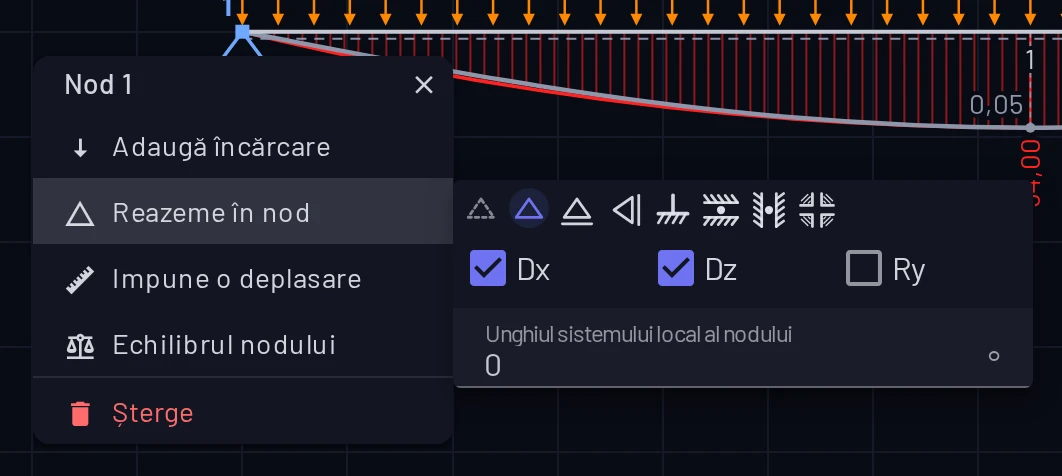 1
Nod 1
1
0,05
Adaugă încărcare
Reazeme în nod
Dx
Dz
Ry
Impune o deplasare
Unghiul sistemului local al nodului
0
°
Echilibrul nodului
Șterge